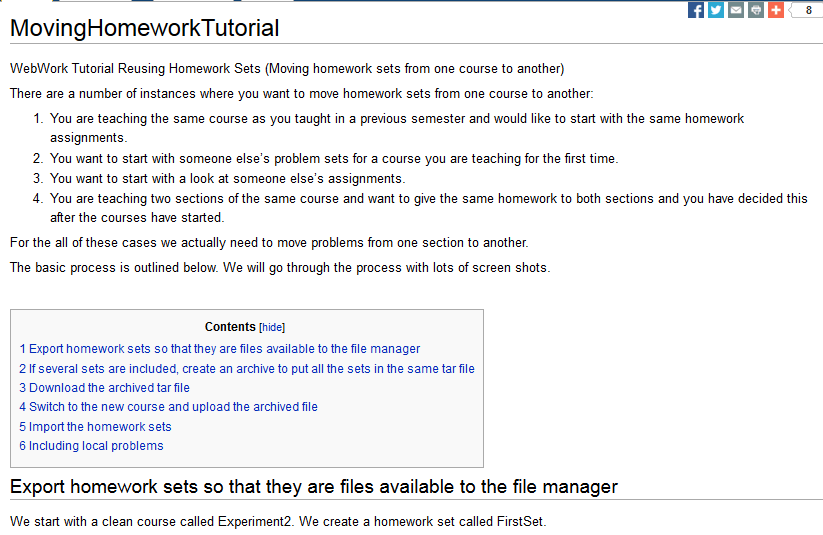 8
MovingHomeworkTutorial
WebWork Tutorial Reusing Homework Sets (Moving homework sets from one course to another)
There are a number of instances where you want to move homework sets from one course to another:
1. You are teaching the same course as you taught in a previous semester and would like to start with the same homework
assignments.
2. You want to start with someone else's problem sets for a course you are teaching for the first time.
3. You want to start with a look at someone else's assignments.
4. You are teaching two sections of the same course and want to give the same homework to both sections and you have decided this
after the courses have started.
For the all of these cases we actually need to move problems from one section to another.
The basic process is outlined below. We will go through the process with lots of screen shots.
Contents [hide]
1 Export homework sets so that they are files available to the file manager
2 If several sets are included, create an archive to put all the sets in the same tar file
3 Download the archived tar file
4 Switch to the new course and upload the archived file
5 Import the homework sets
6 Including local problems
Export homework sets so that they are files available to the file manager
We start with a clean course called Experiment2. We create a homework set called FirstSet.